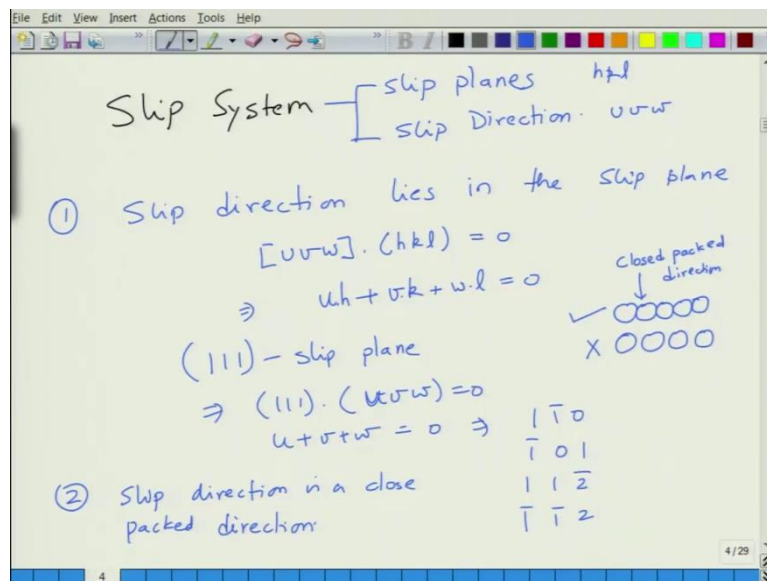 File Edit View Insert Actions Tools Help
Slip System
slip planes hkl
slip Direction. uvw
① Slip direction lies in the slip plane
[uvw] . (hkl) = 0
⇒ u.h + v.k + w.l = 0
Closed packed
direction
✓ OOOOO
X OOOO
(111) - slip plane
⇒ (111) . (uvw) = 0
u + v + w = 0 ⇒ 1 1̅ 0
1̅ 0 1
1 1 2̅
1̅ 1̅ 2
② Slip direction is a close
packed direction.
4/29
4